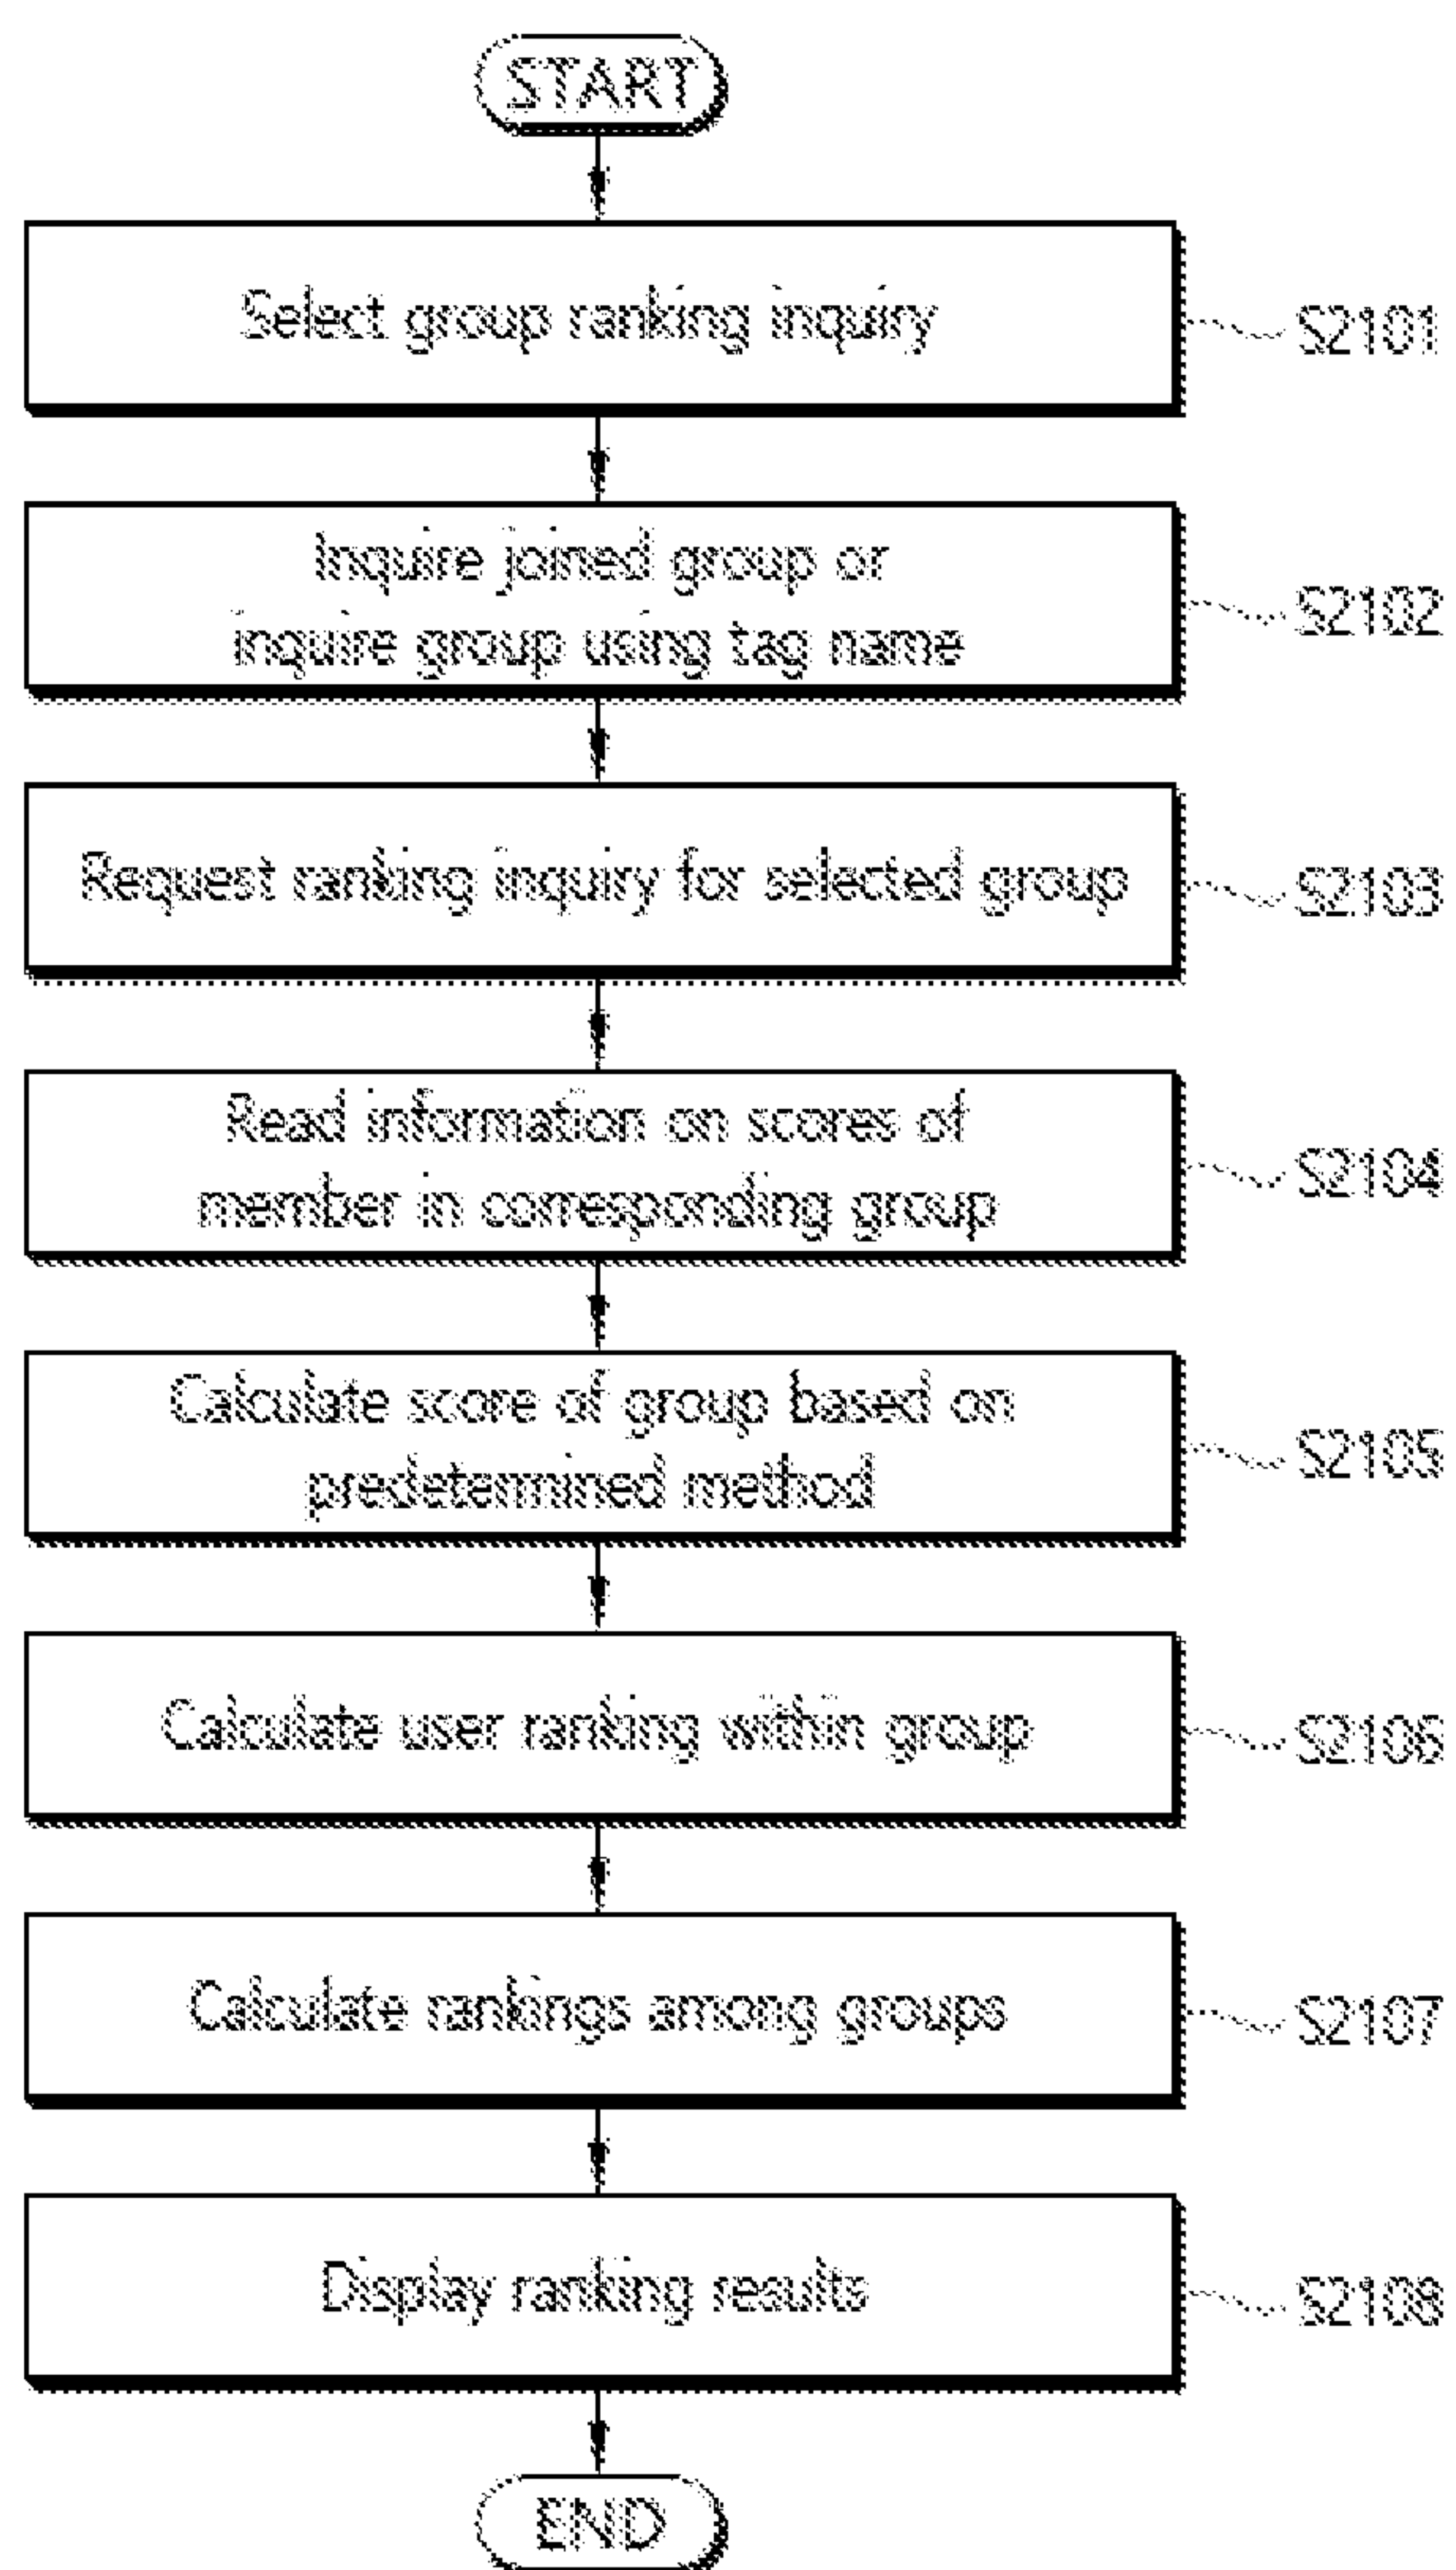 START
Select group ranking inquiry
S2101
Inquire joined group or
inquire group using tag name
S2102
Request ranking inquiry for selected group
S2103
Read information on scores of
member in corresponding group
S2104
Calculate score of group based on
predetermined method
S2105
Calculate user ranking within group
S2106
Calculate rankings among groups
S2107
Display ranking results
S2108
END